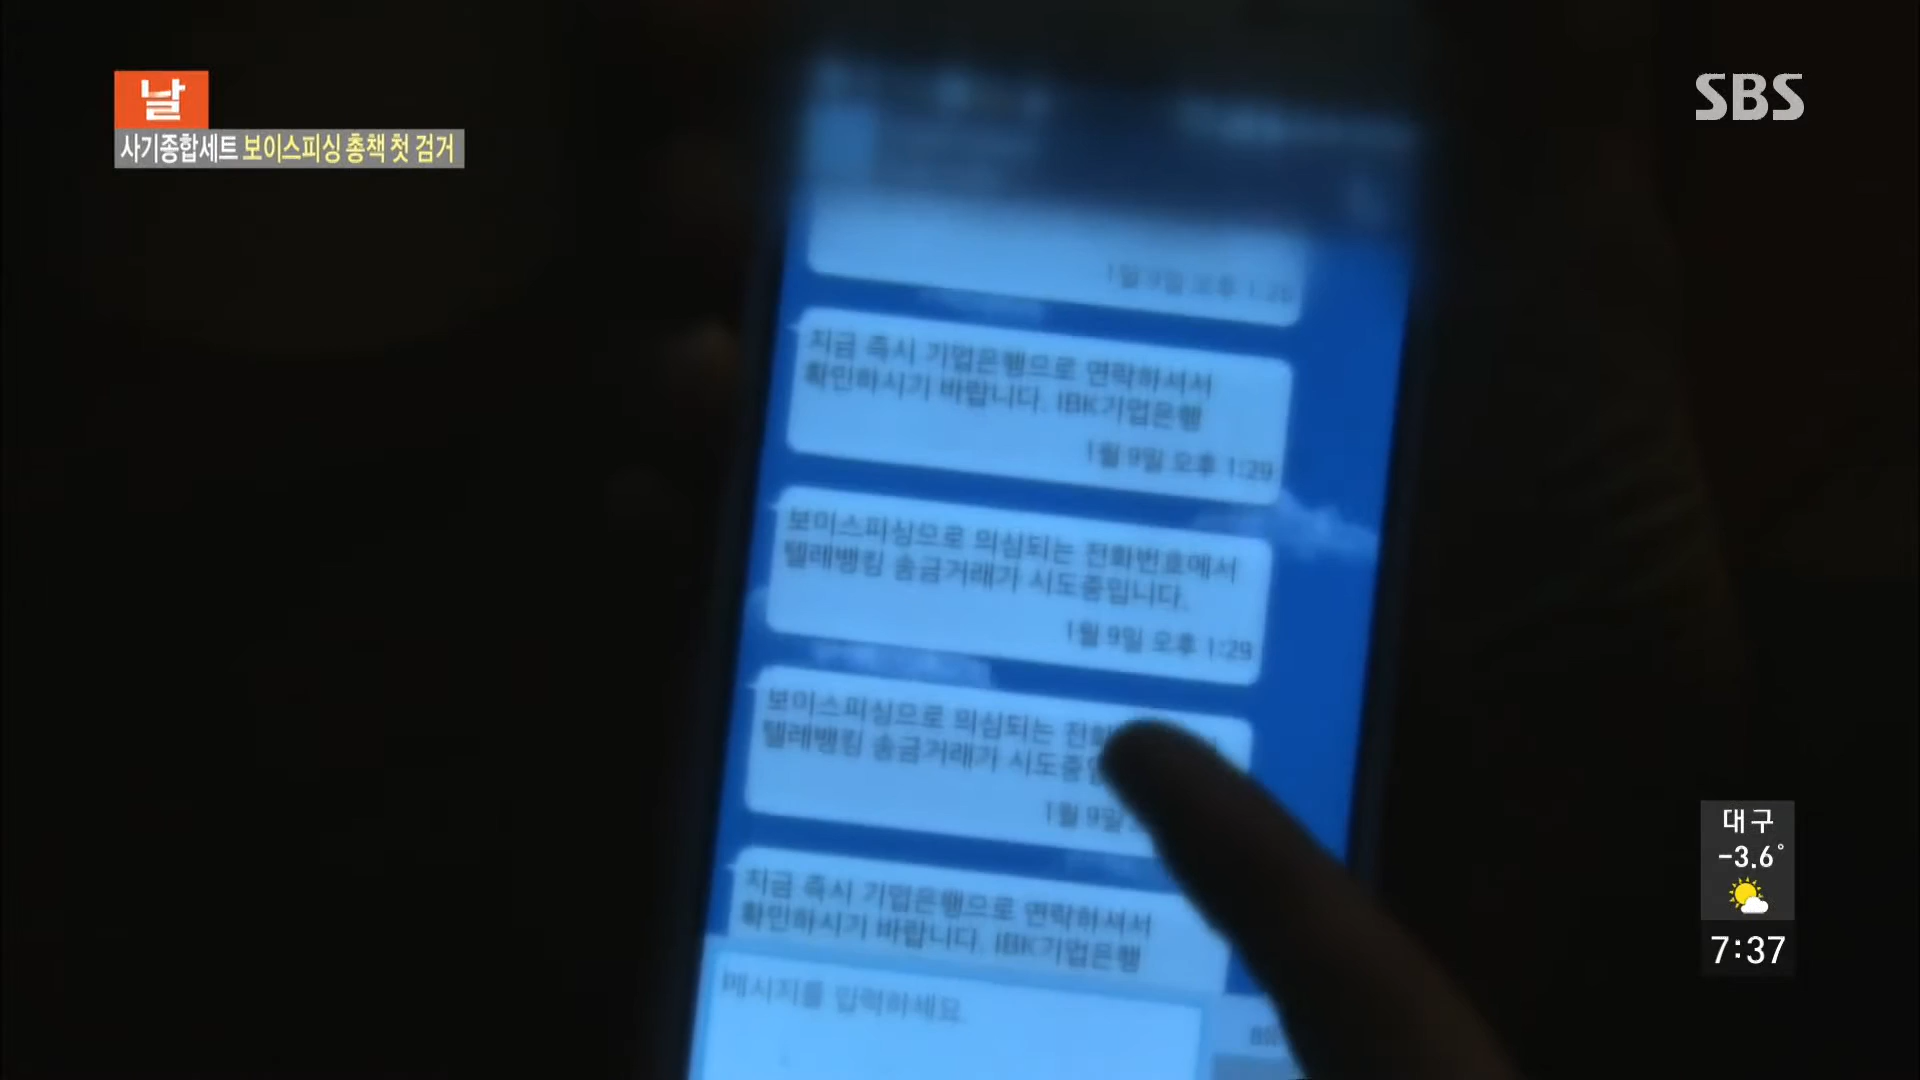 날
사기종합세트 보이스피싱 총책 첫 검거
SBS
1월 9일 오후
지금 즉시 기업은행으로 연락하셔서
확인하시기 바랍니다. IBK기업은행
1월 9일 오후 1:29
보이스피싱으로 의심되는 전화번호에서
텔레뱅킹 송금거래가 시도중입니다.
1월 9일 오후 1:29
보이스피싱으로 의심되는
텔레뱅킹 송금거래가
1월 9일
지금 즉시 기업은행으로 연락하셔서
확인하시기 바랍니다. IBK기업은행
메시지를 입력하세요.
대구
-3.6°
7:37